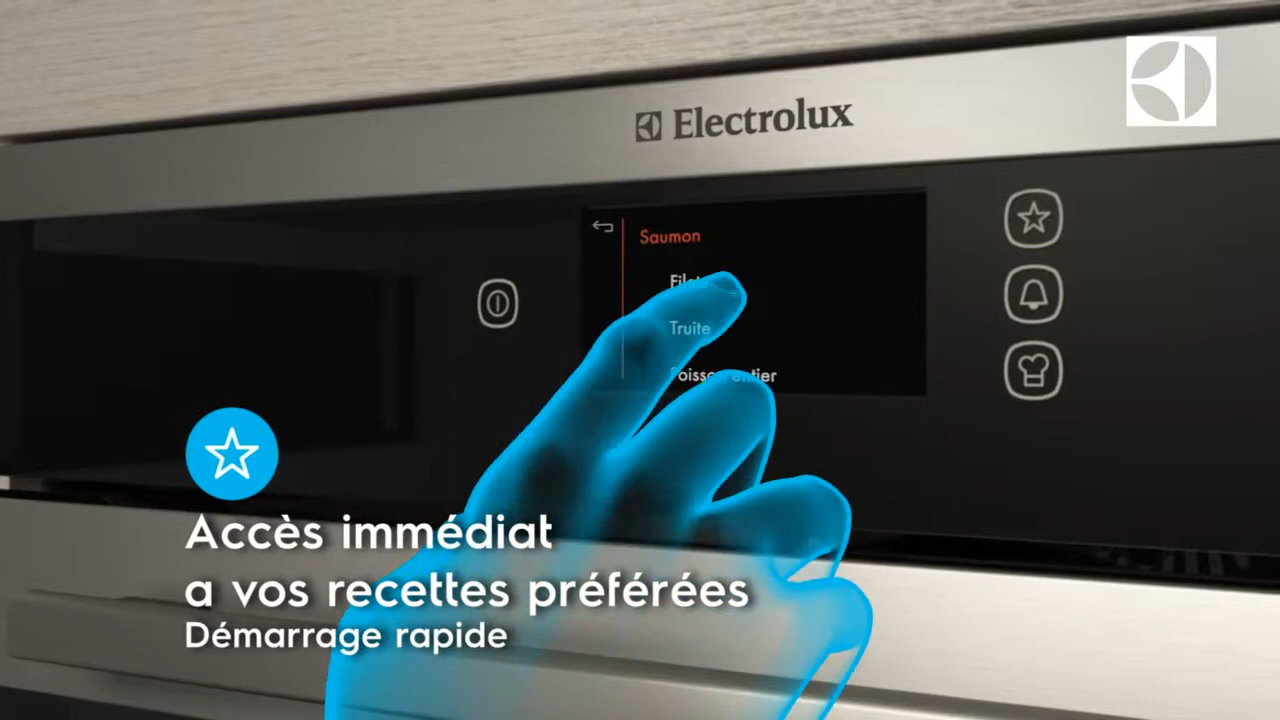 Electrolux
Saumon
Truite
Accès immédiat
a vos recettes préférées
Démarrage rapide